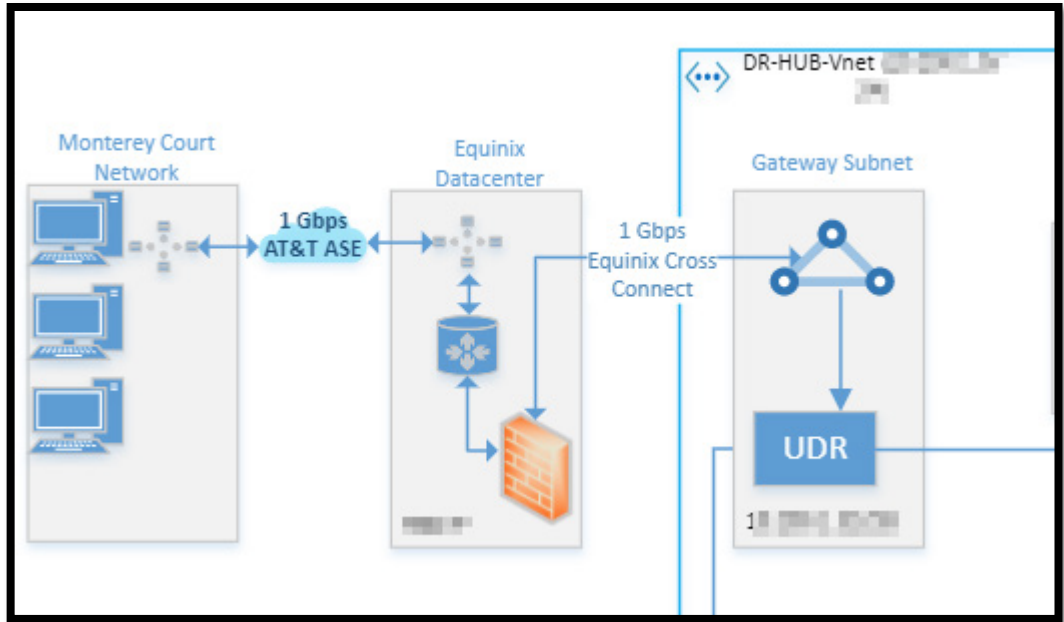 DR-HUB-Vnet
Monterey Court
Network
Equinix
Datacenter
Gateway Subnet
1 Gbps
AT&T ASE
1 Gbps
Equinix Cross
Connect
UDR